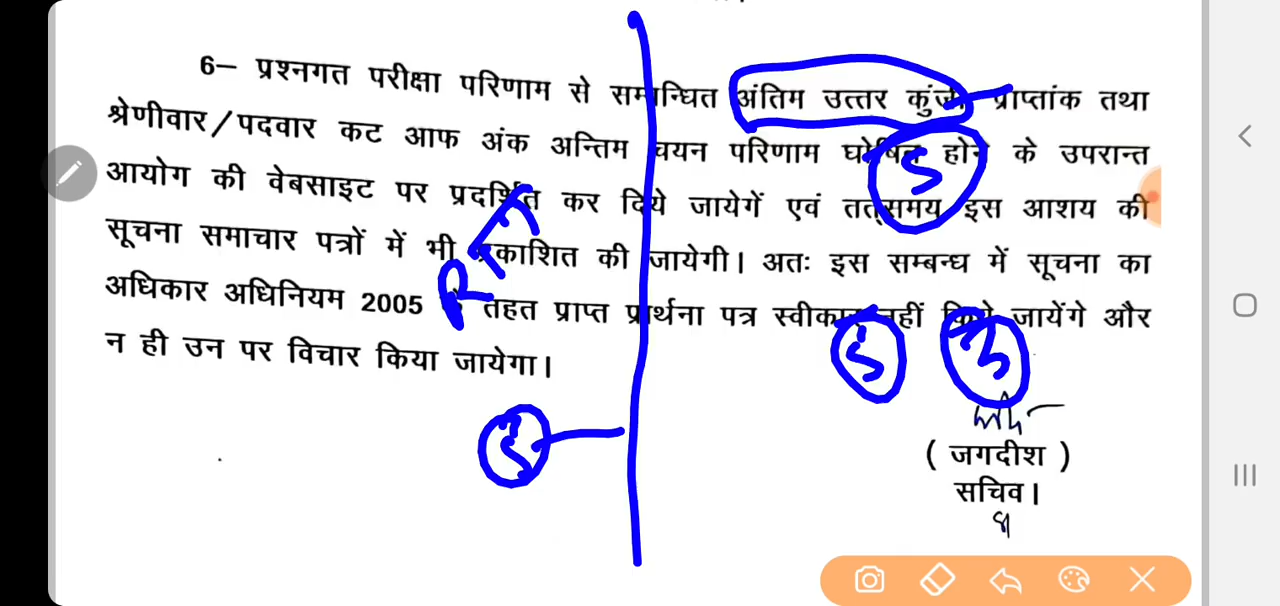 6– प्रश्नगत परीक्षा परिणाम से सम्बन्धित अंतिम उत्तर कुंजी प्राप्तांक तथा
श्रेणीवार/पदवार कट आफ अंक अन्तिम चयन परिणाम घोषित होने के उपरान्त
आयोग की वेबसाइट पर प्रदर्शित कर दिये जायेगें एवं तत्समय इस आशय की
सूचना समाचार पत्रों में भी प्रकाशित की जायेगी। अतः इस सम्बन्ध में सूचना का
अधिकार अधिनियम 2005 के तहत प्राप्त प्रार्थना पत्र स्वीकार नहीं किये जायेंगे और
न ही उन पर विचार किया जायेगा।
( जगदीश )
सचिव।